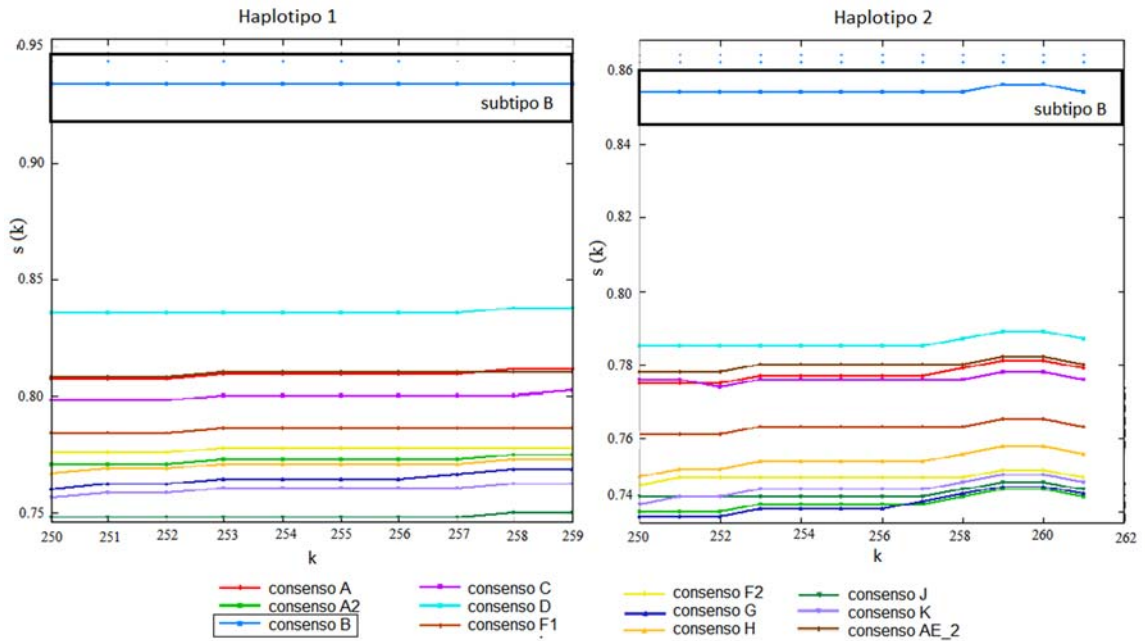 Haplotipo 1
0.95
0.90
0.85
0.80
0.75
s (k)
subtipo B
250 251 252 253 254 255 256 257 258 259
k
Haplotipo 2
0.86
0.84
0.82
0.80
0.78
0.76
0.74
s (k)
subtipo B
250 252 254 256 258 260 262
k
consenso A
consenso A2
consenso B
consenso C
consenso D
consenso F1
consenso F2
consenso G
consenso H
consenso J
consenso K
consenso AE_2